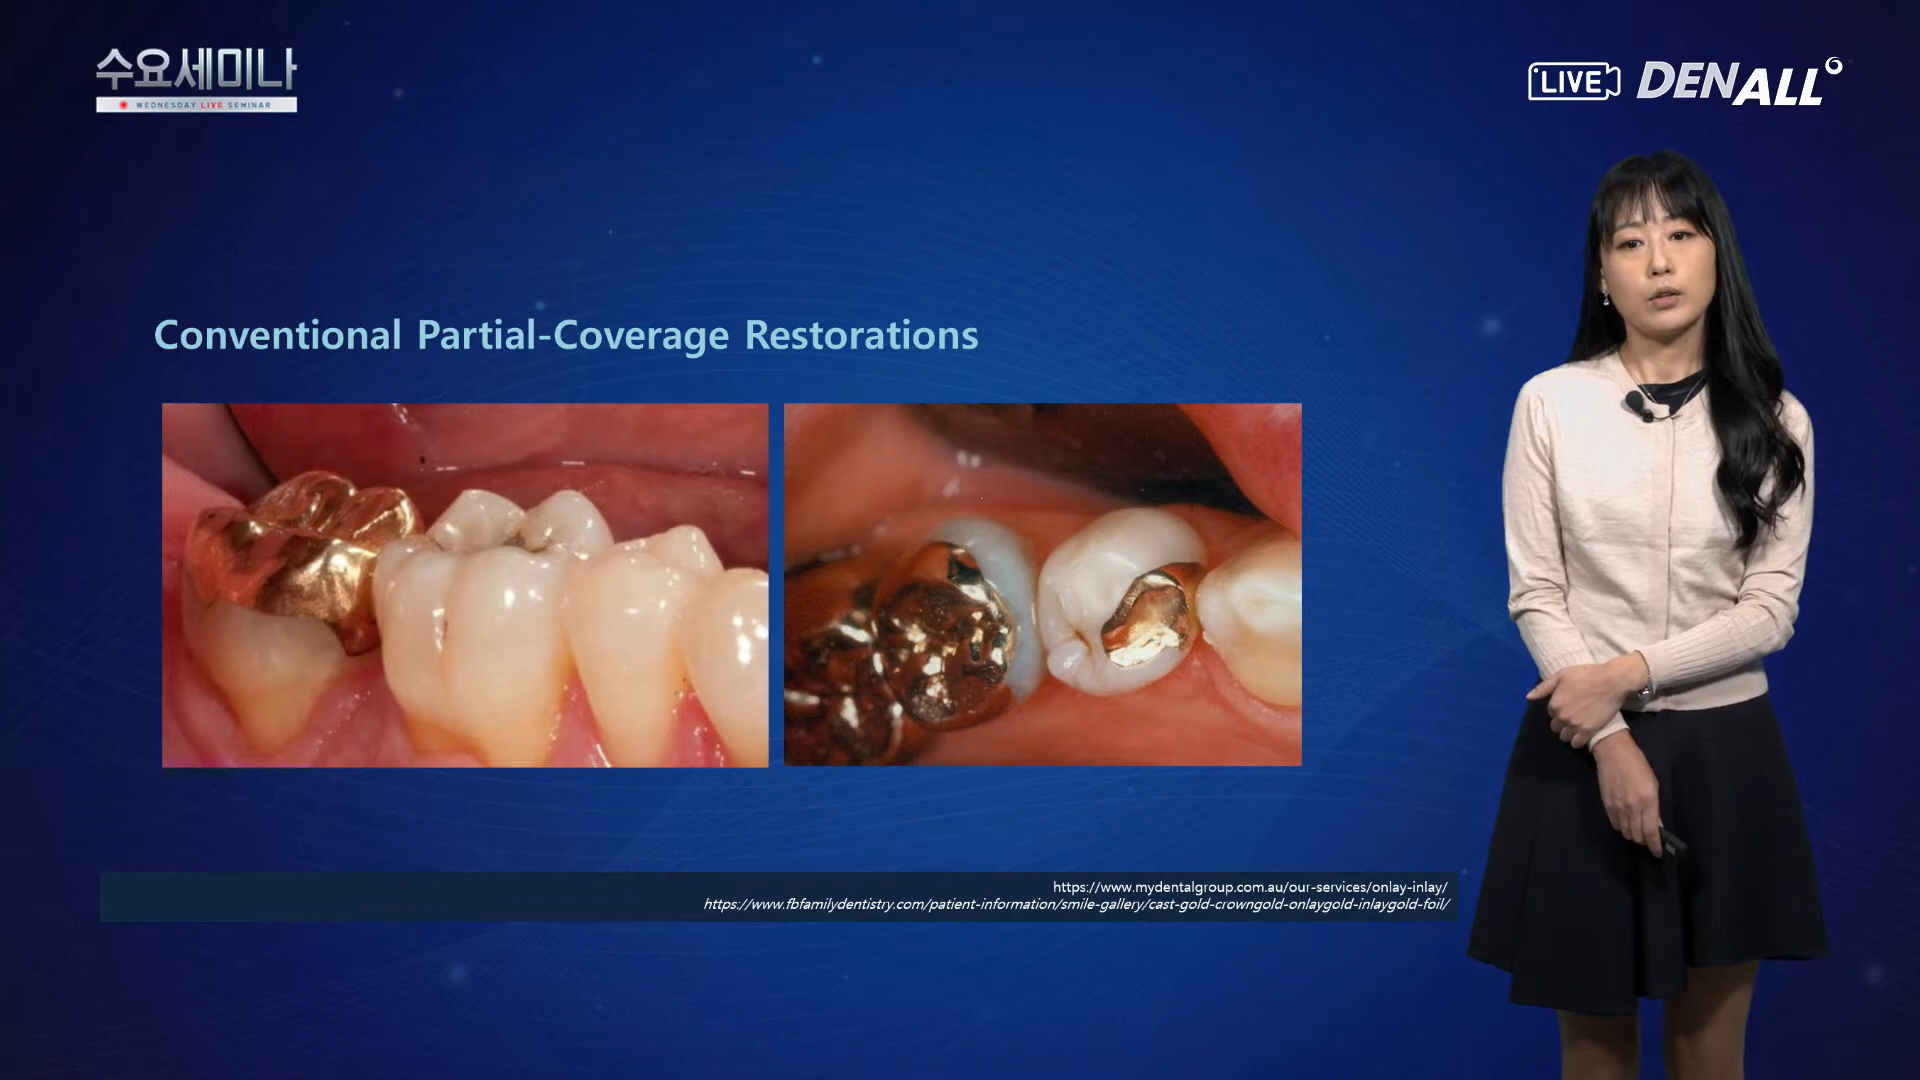 수요세미나
WEDNESDAY LIVE SEMINAR
LIVE DENALL
Conventional Partial-Coverage Restorations
https://www.mydentalgroup.com.au/our-services/onlay-inlay/
https://www.fbfamilydentistry.com/patient-information/smile-gallery/cast-gold-crowngold-onlaygold-inlaygold-foil/